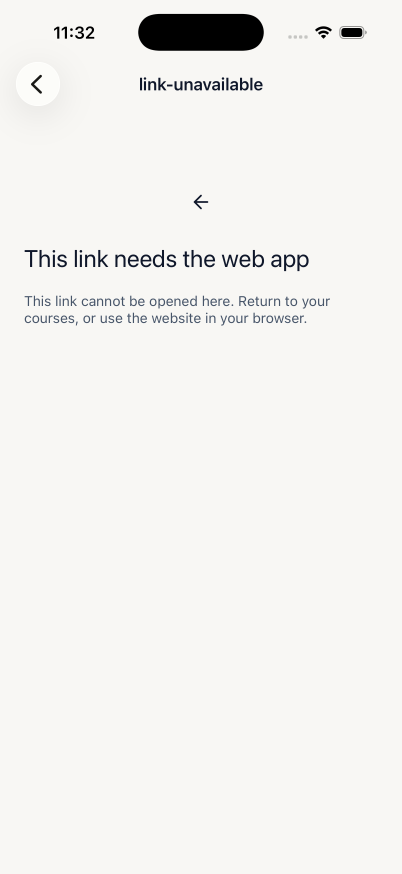 11:32
link-unavailable
This link needs the web app
This link cannot be opened here. Return to your
courses, or use the website in your browser.